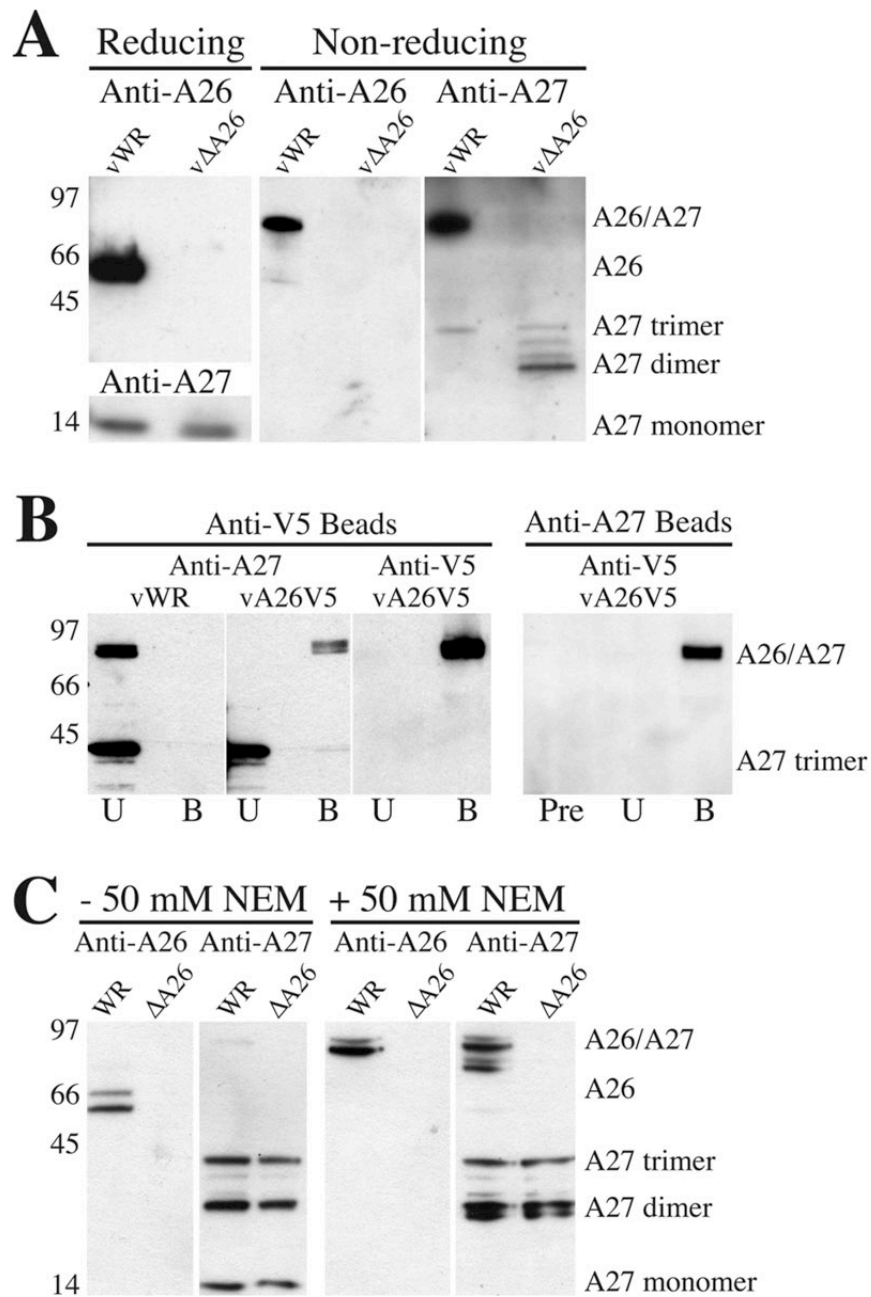 A
Reducing Non-reducing
Anti-A26 Anti-A26 Anti-A27
vWR vΔA26 vWR vΔA26 vWR vΔA26
97
A26/A27
66
A26
45
A27 trimer
Anti-A27
A27 dimer
14
A27 monomer
B
Anti-V5 Beads Anti-A27 Beads
Anti-A27 Anti-V5 Anti-V5
vWR vA26V5 vA26V5 vA26V5
97
A26/A27
66
45
A27 trimer
U B U B U B Pre U B
C
- 50 mM NEM + 50 mM NEM
Anti-A26 Anti-A27 Anti-A26 Anti-A27
WR ΔA26 WR ΔA26 WR ΔA26 WR ΔA26
97
A26/A27
66
A26
45
A27 trimer
A27 dimer
14
A27 monomer